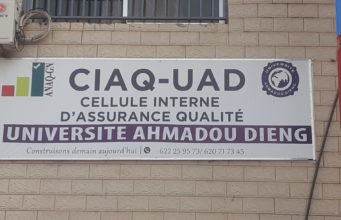 ANAQ-GN
CIAQ-UAD
CELLULE INTERNE
D'ASSURANCE QUALITÉ
UNIVERSITE AHMADOU DIENG
Construisons demain aujourd'hui | 622 25 95 73/ 620 71 73 45